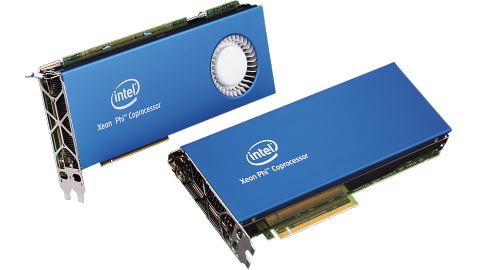 intel
Xeon Phi™ Coprocessor
intel
Xeon Phi™ Coprocessor